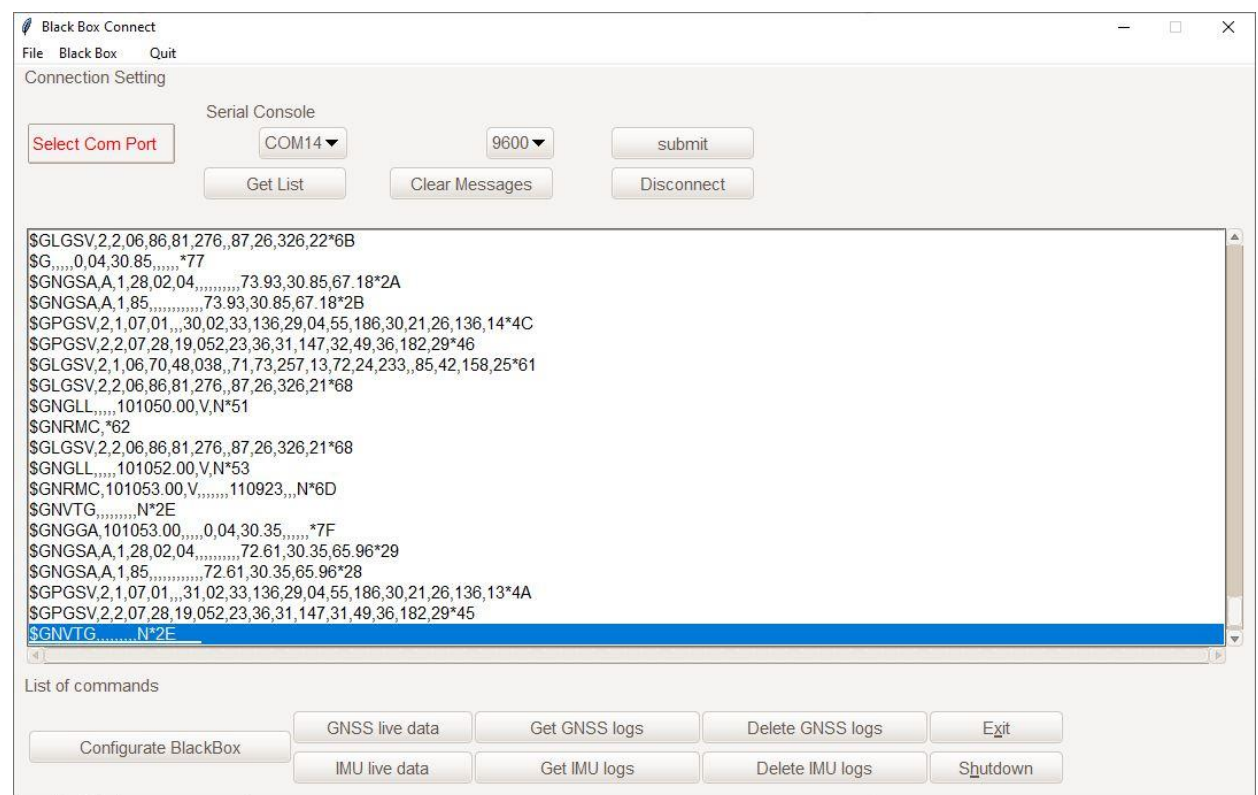 Black Box Connect
File Black Box Quit
Connection Setting
Serial Console
Select Com Port COM14 9600 submit
Get List Clear Messages Disconnect
$GLGSV,2,2,06,86,81,276,,87,26,326,22*6B
$G,,,,,0,04,30.85,,,,,,*77
$GNGSA,A,1,28,02,04,,,,,,,,,,73.93,30.85,67.18*2A
$GNGSA,A,1,85,,,,,,,,,,,,73.93,30.85,67.18*2B
$GPGSV,2,1,07,01,,,30,02,33,136,29,04,55,186,30,21,26,136,14*4C
$GPGSV,2,2,07,28,19,052,23,36,31,147,32,49,36,182,29*46
$GLGSV,2,1,06,70,48,038,,71,73,257,13,72,24,233,,85,42,158,25*61
$GLGSV,2,2,06,86,81,276,,87,26,326,21*68
$GNGLL,,,,,101050.00,V,N*51
$GNRMC,*62
$GLGSV,2,2,06,86,81,276,,87,26,326,21*68
$GNGLL,,,,,101052.00,V,N*53
$GNRMC,101053.00,V,,,,,,,110923,,,N*6D
$GNVTG,,,,,,,,,N*2E
$GNGGA,101053.00,,,,,0,04,30.35,,,,,,*7F
$GNGSA,A,1,28,02,04,,,,,,,,,,72.61,30.35,65.96*29
$GNGSA,A,1,85,,,,,,,,,,,,72.61,30.35,65.96*28
$GPGSV,2,1,07,01,,,31,02,33,136,29,04,55,186,30,21,26,136,13*4A
$GPGSV,2,2,07,28,19,052,23,36,31,147,31,49,36,182,29*45
$GNVTG,,,,,,,,,N*2E
List of commands
Configurate BlackBox
GNSS live data Get GNSS logs Delete GNSS logs Exit
IMU live data Get IMU logs Delete IMU logs Shutdown